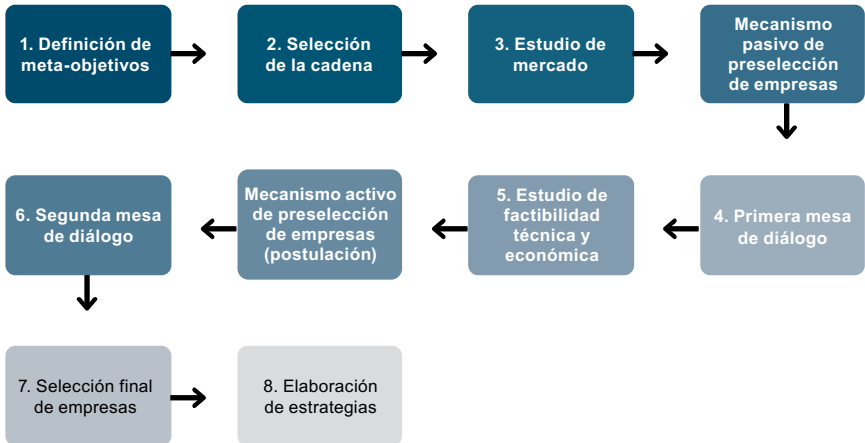 1. Definición de
meta-objetivos
2. Selección
de la cadena
3. Estudio de
mercado
Mecanismo
pasivo de
preselección
de empresas
4. Primera mesa
de diálogo
5. Estudio de
factibilidad
técnica y
económica
Mecanismo activo
de preselección
de empresas
(postulación)
6. Segunda mesa
de diálogo
7. Selección final
de empresas
8. Elaboración
de estrategias